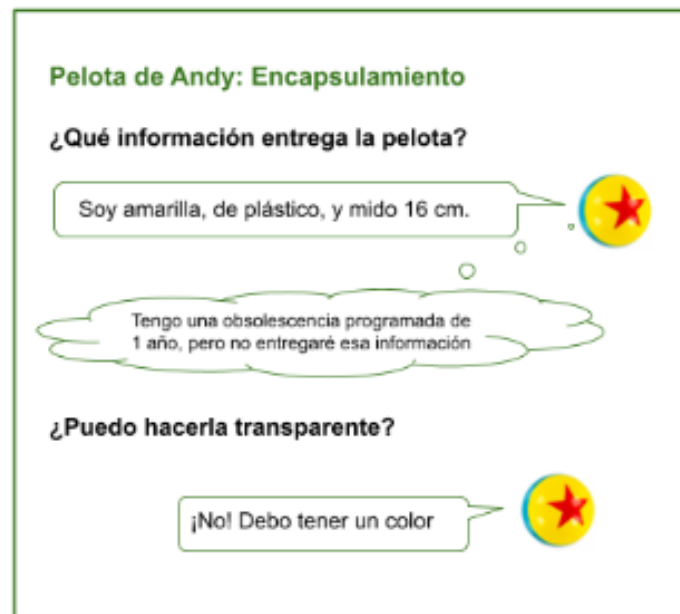 Pelota de Andy: Encapsulamiento
¿Qué información entrega la pelota?
Soy amarilla, de plástico, y mido 16 cm.
Tengo una obsolescencia programada de
1 año, pero no entregaré esa información
¿Puedo hacerla transparente?
¡No! Debo tener un color